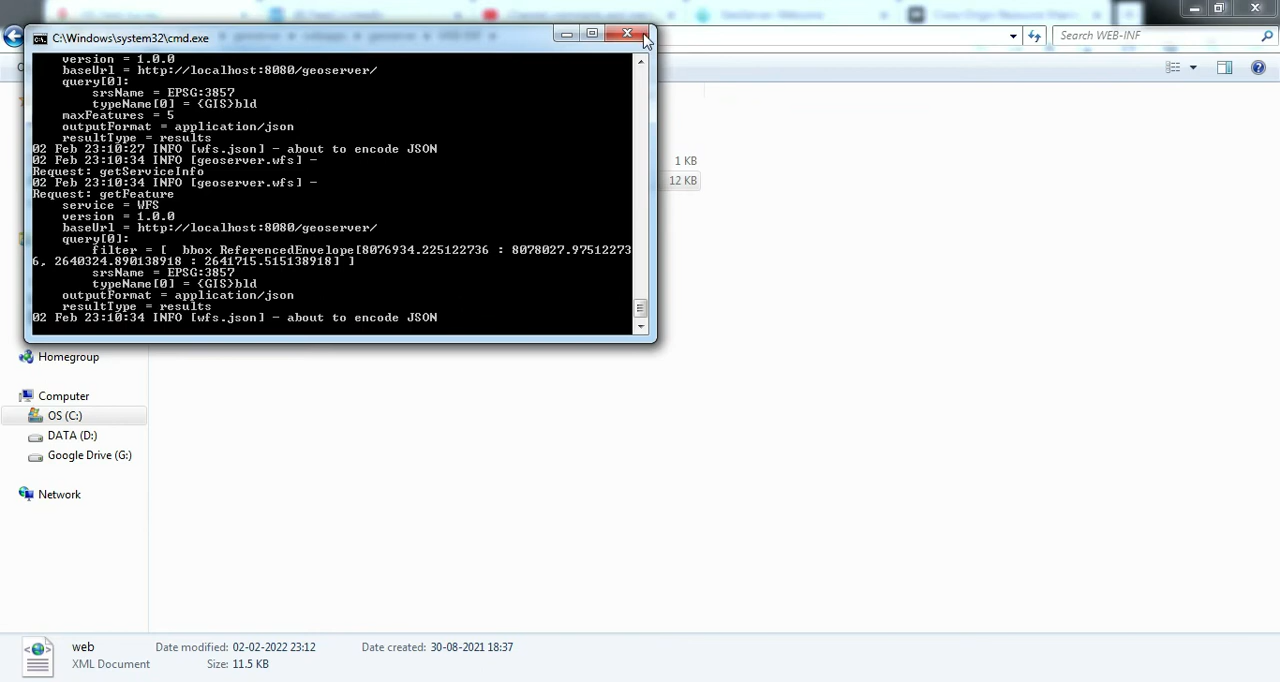 C:\Windows\system32\cmd.exe
Search WEB-INF
version = 1.0.0
baseUrl = http://localhost:8080/geoserver/
query[0]:
srsName = EPSG:3857
typeName[0] = {GIS}bld
maxFeatures = 5
outputFormat = application/json
resultType = results
02 Feb 23:10:27 INFO [wfs.json] - about to encode JSON
02 Feb 23:10:34 INFO [geoserver.wfs] -
Request: getServiceInfo
02 Feb 23:10:34 INFO [geoserver.wfs] -
Request: getFeature
service = WFS
version = 1.0.0
baseUrl = http://localhost:8080/geoserver/
query[0]:
filter = [ bbox ReferencedEnvelope[8076934.225122736 : 8078027.97512273
6, 2640324.890138918 : 2641715.515138918] ]
srsName = EPSG:3857
typeName[0] = {GIS}bld
outputFormat = application/json
resultType = results
02 Feb 23:10:34 INFO [wfs.json] - about to encode JSON
1 KB
12 KB
Homegroup
Computer
OS (C:)
DATA (D:)
Google Drive (G:)
Network
web
Date modified: 02-02-2022 23:12
Date created: 30-08-2021 18:37
XML Document
Size: 11.5 KB